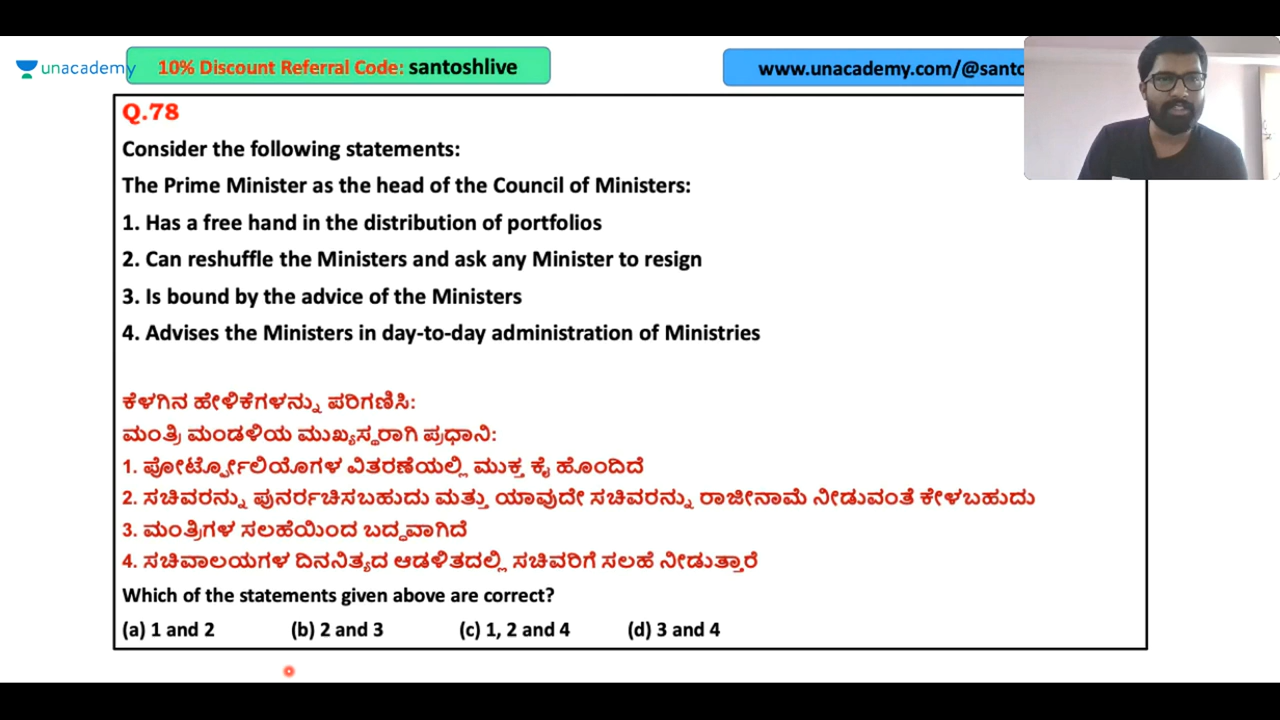 unacademy
10% Discount Referral Code: santoshlive
www.unacademy.com/@santo
Q.78
Consider the following statements:
The Prime Minister as the head of the Council of Ministers:
1. Has a free hand in the distribution of portfolios
2. Can reshuffle the Ministers and ask any Minister to resign
3. Is bound by the advice of the Ministers
4. Advises the Ministers in day-to-day administration of Ministries
ಕೆಳಗಿನ ಹೇಳಿಕೆಗಳನ್ನು ಪರಿಗಣಿಸಿ:
ಮಂತ್ರಿ ಮಂಡಳಿಯ ಮುಖ್ಯಸ್ಥರಾಗಿ ಪ್ರಧಾನಿ:
1. ಪೋರ್ಟ್ಫೋಲಿಯೊಗಳ ವಿತರಣೆಯಲ್ಲಿ ಮುಕ್ತ ಕೈ ಹೊಂದಿದೆ
2. ಸಚಿವರನ್ನು ಪುನರ್ರಚಿಸಬಹುದು ಮತ್ತು ಯಾವುದೇ ಸಚಿವರನ್ನು ರಾಜೀನಾಮೆ ನೀಡುವಂತೆ ಕೇಳಬಹುದು
3. ಮಂತ್ರಿಗಳ ಸಲಹೆಯಿಂದ ಬದ್ಧವಾಗಿದೆ
4. ಸಚಿವಾಲಯಗಳ ದಿನನಿತ್ಯದ ಆಡಳಿತದಲ್ಲಿ ಸಚಿವರಿಗೆ ಸಲಹೆ ನೀಡುತ್ತಾರೆ
Which of the statements given above are correct?
(a) 1 and 2 (b) 2 and 3 (c) 1, 2 and 4 (d) 3 and 4